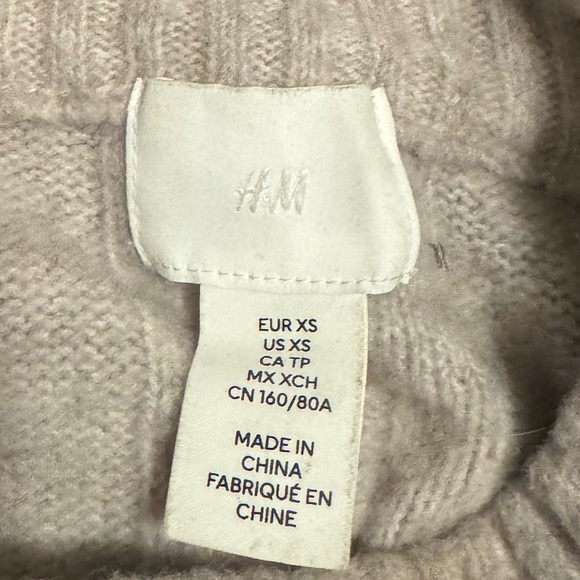 H&M
EUR XS
US XS
CA TP
MX XCH
CN 160/80A
MADE IN
CHINA
FABRIQUÉ EN
CHINE